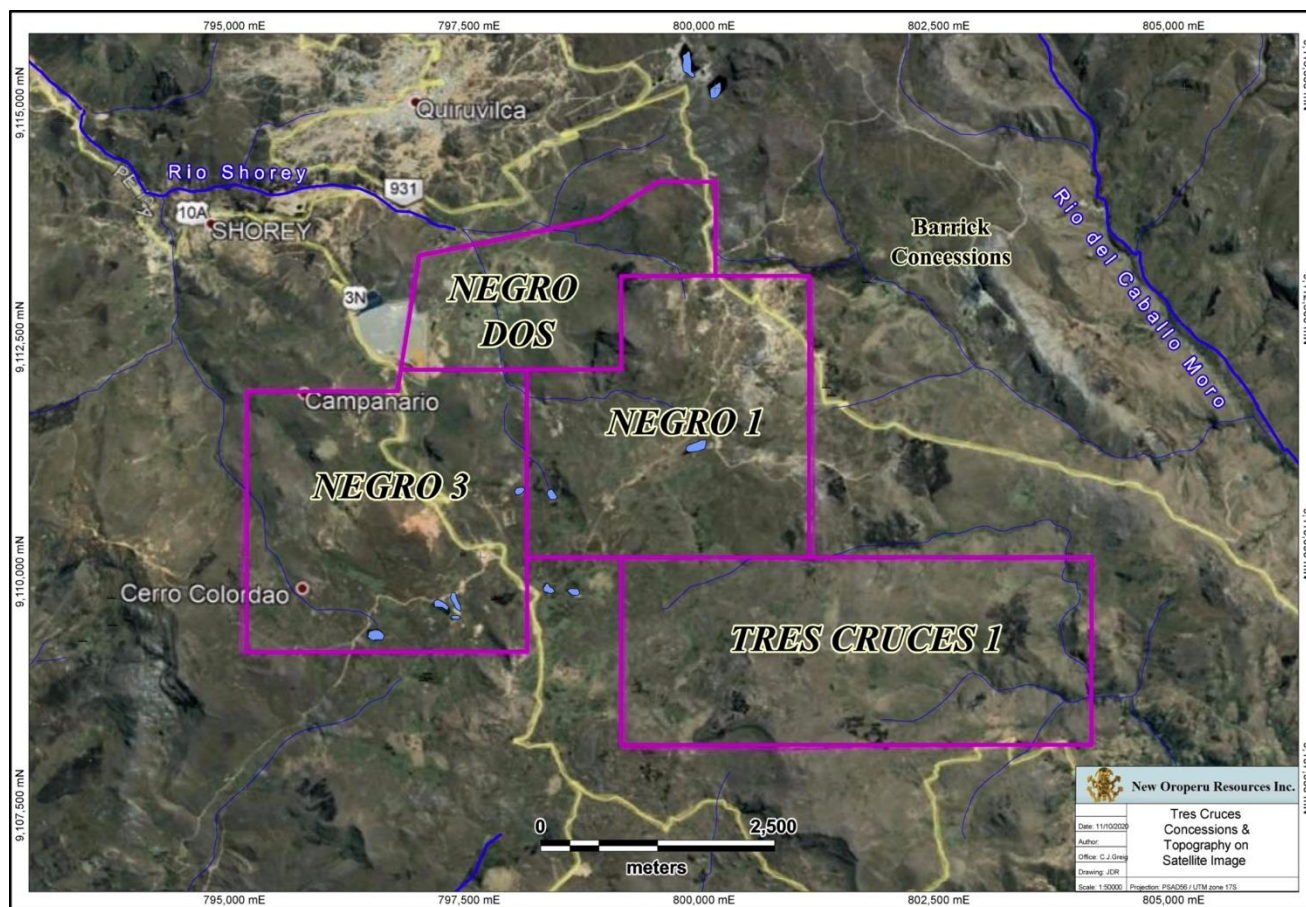 795,000 mE
797,500 mE
800,000 mE
802,500 mE
805,000 mE
9,115,000 mN
9,112,500 mN
9,110,000 mN
9,107,500 mN
Quiruvilca
Rio Shorey
931
10A
SHOREY
3N
Barrick
Concessions
Rio del Caballo Moro
NEGRO
DOS
Campanario
NEGRO 1
NEGRO 3
Cerro Colordao
TRES CRUCES 1
0
2,500
meters
New Oroperu Resources Inc.
Date: 11/10/2020
Author:
Office: C.J.Greig
Drawing: JDR
Scale: 1:50000
Tres Cruces
Concessions &
Topography on
Satellite Image
Projection: PSAD56 / UTM zone 17S
795,000 mE
797,500 mE
800,000 mE
802,500 mE
805,000 mE